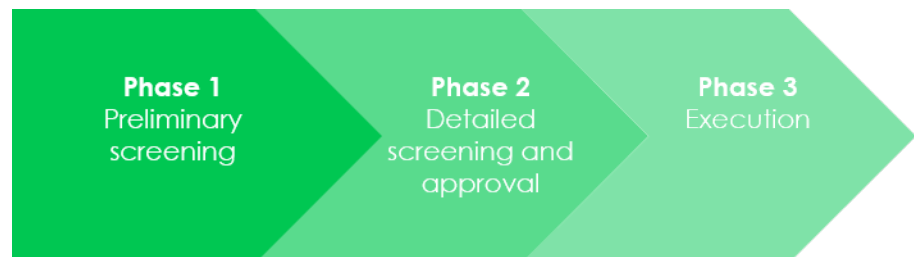 Phase 1
Preliminary
screening
Phase 2
Detailed
screening and
approval
Phase 3
Execution